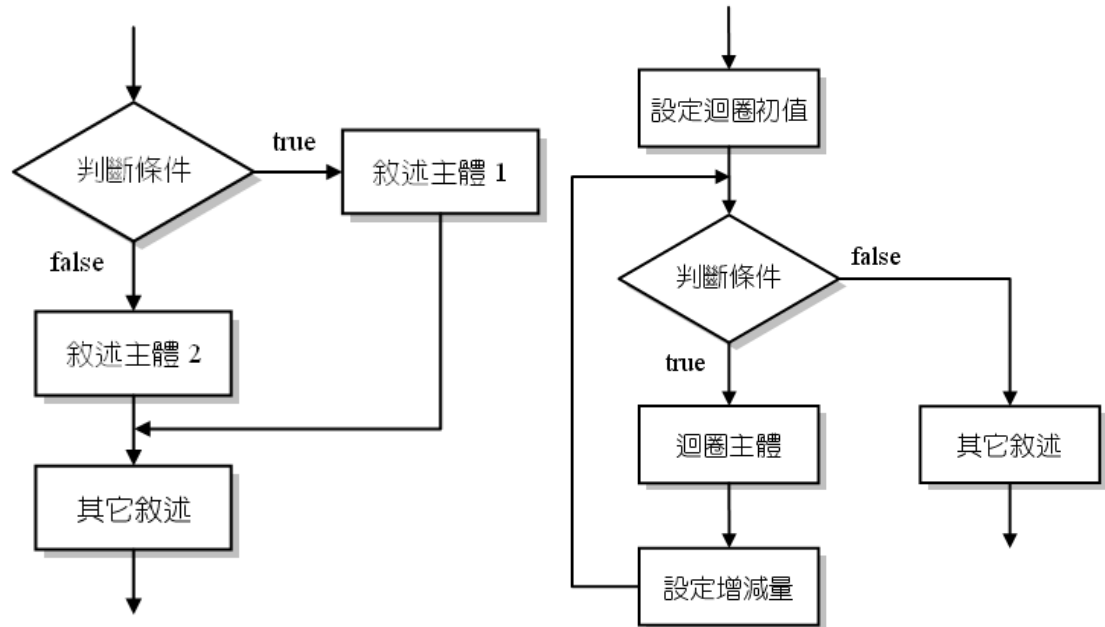 判斷條件
true
敘述主體 1
false
敘述主體 2
其它敘述
設定迴圈初值
判斷條件
false
true
迴圈主體
其它敘述
設定增減量